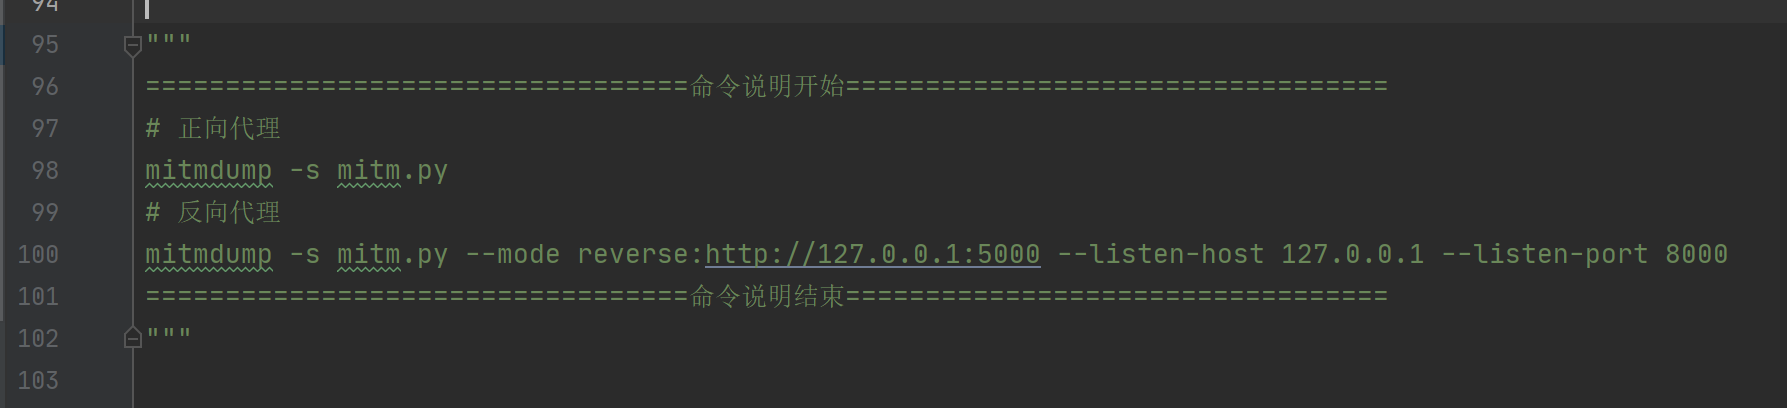 94
95 """
96 ==================================命令说明开始==================================
97 # 正向代理
98 mitmdump -s mitm.py
99 # 反向代理
100 mitmdump -s mitm.py --mode reverse:http://127.0.0.1:5000 --listen-host 127.0.0.1 --listen-port 8000
101 ==================================命令说明结束==================================
102 """
103